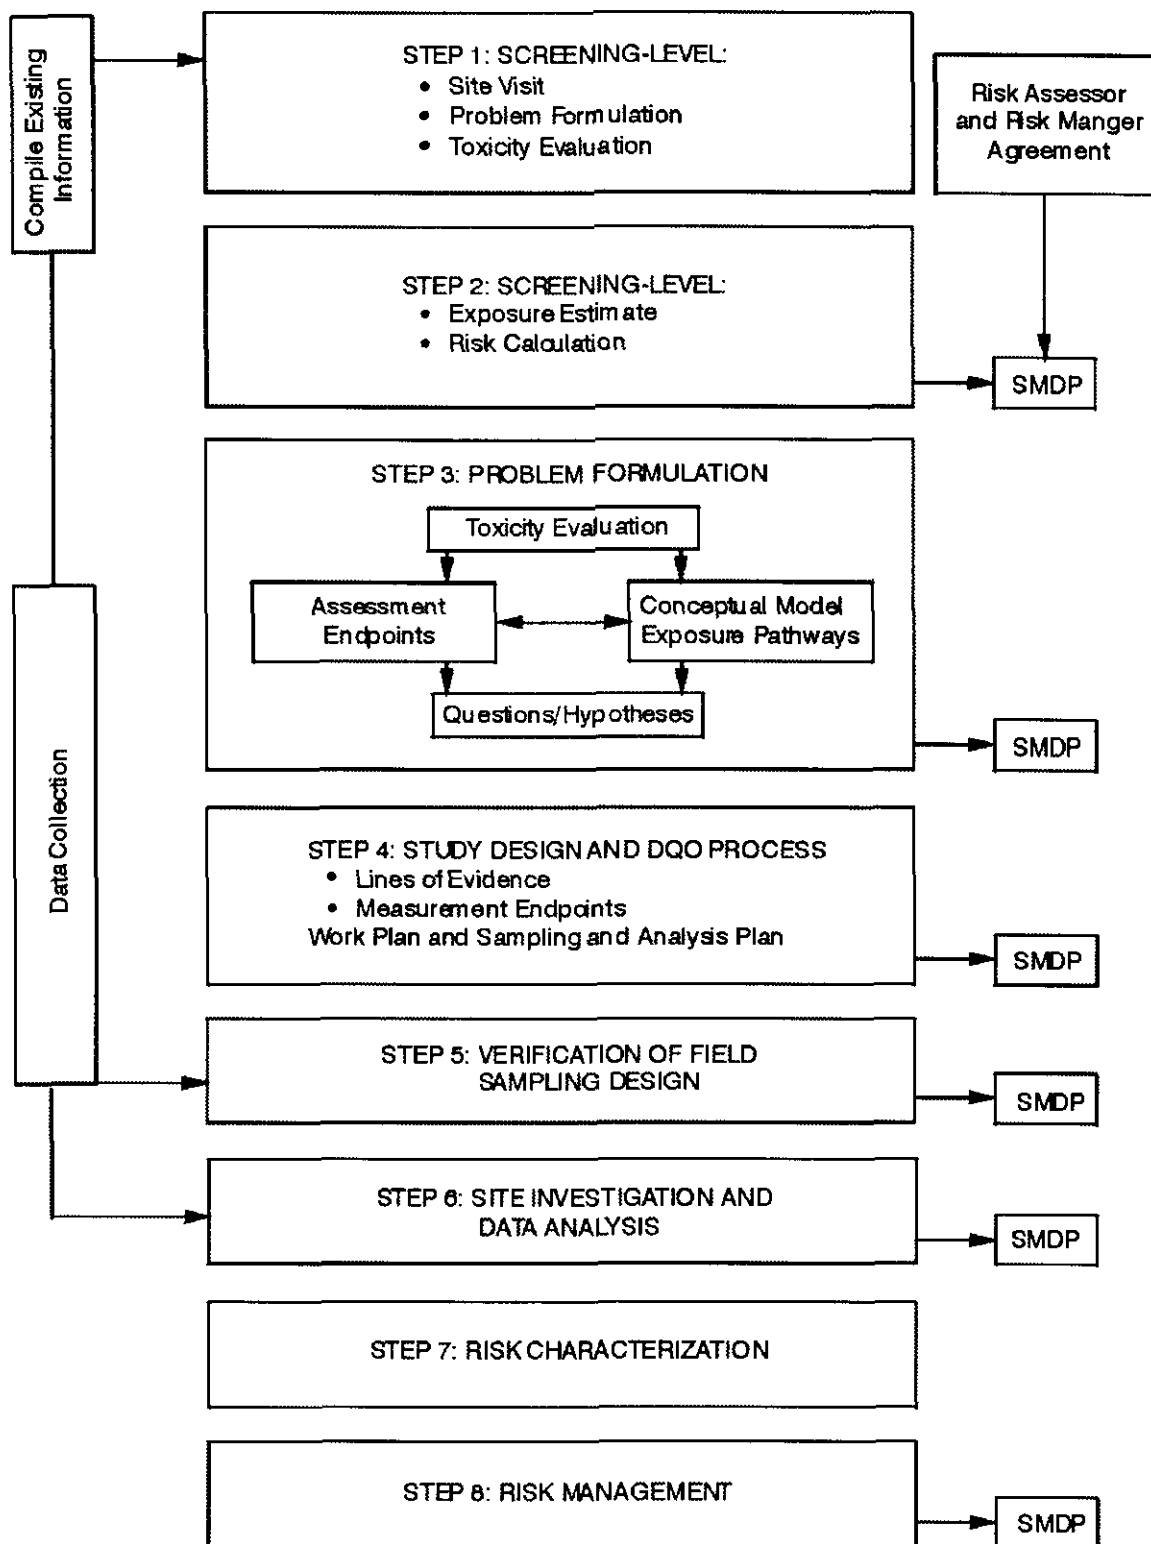 Compile Existing
Information
STEP 1: SCREENING-LEVEL:
• Site Visit
• Problem Formulation
• Toxicity Evaluation
Risk Assessor
and Risk Manger
Agreement
STEP 2: SCREENING-LEVEL:
• Exposure Estimate
• Risk Calculation
SMDP
STEP 3: PROBLEM FORMULATION
Toxicity Evaluation
Assessment
Endpoints
Conceptual Model
Exposure Pathways
Questions/Hypotheses
SMDP
Data Collection
STEP 4: STUDY DESIGN AND DQO PROCESS
• Lines of Evidence
• Measurement Endpoints
Work Plan and Sampling and Analysis Plan
SMDP
STEP 5: VERIFICATION OF FIELD
SAMPLING DESIGN
SMDP
STEP 6: SITE INVESTIGATION AND
DATA ANALYSIS
SMDP
STEP 7: RISK CHARACTERIZATION
STEP 8: RISK MANAGEMENT
SMDP